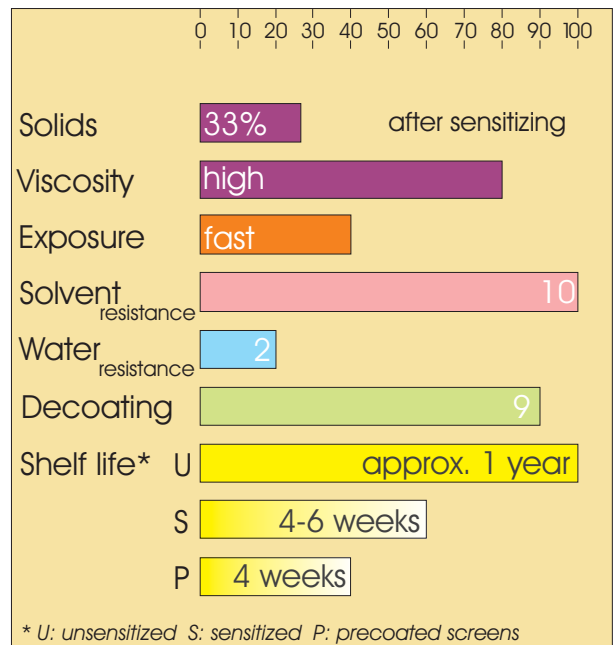 0 10 20 30 40 50 60 70 80 90 100
Solids 33% after sensitizing
Viscosity high
Exposure fast
Solvent resistance 10
Water resistance 2
Decoating 9
Shelf life* U approx. 1 year
S 4-6 weeks
P 4 weeks
* U: unsensitized S: sensitized P: precoated screens